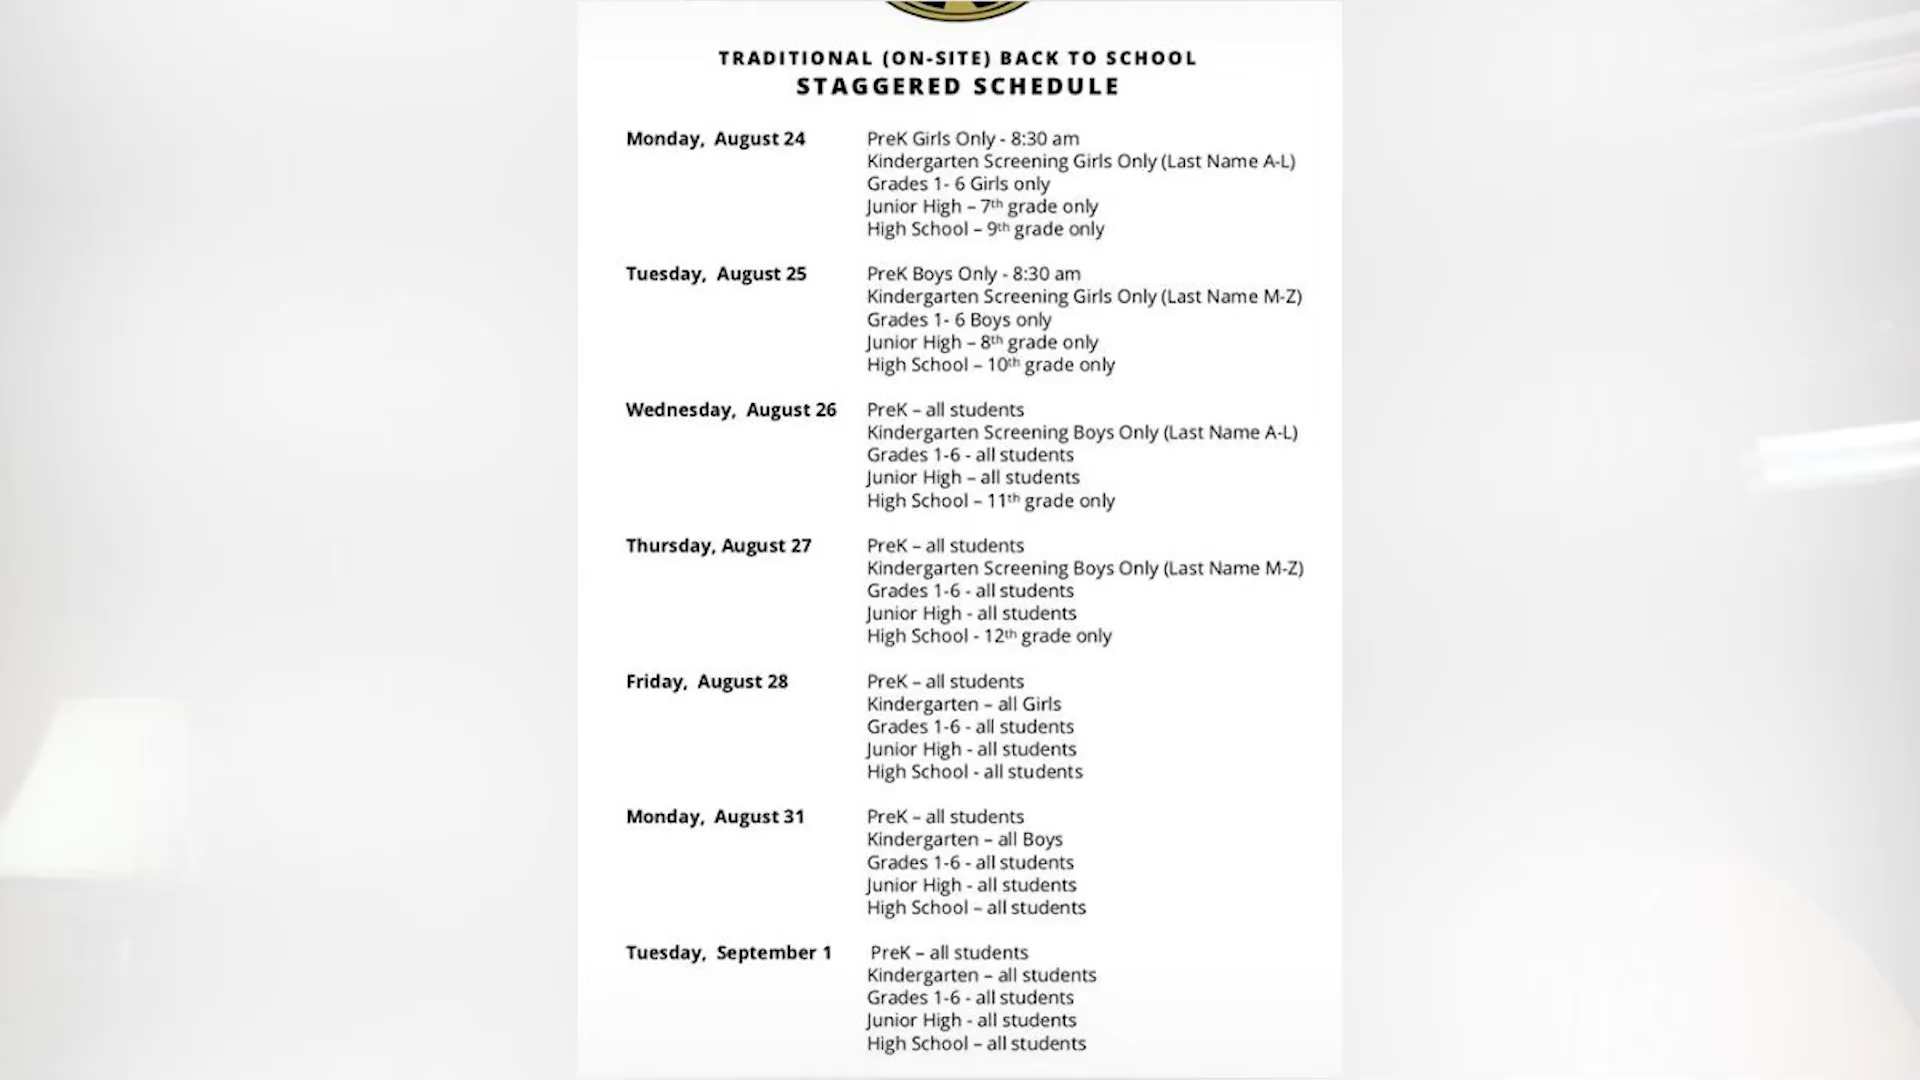 TRADITIONAL (ON-SITE) BACK TO SCHOOL
STAGGERED SCHEDULE
Monday, August 24 PreK Girls Only - 8:30 am
Kindergarten Screening Girls Only (Last Name A-L)
Grades 1- 6 Girls only
Junior High – 7th grade only
High School – 9th grade only
Tuesday, August 25 PreK Boys Only - 8:30 am
Kindergarten Screening Girls Only (Last Name M-Z)
Grades 1- 6 Boys only
Junior High – 8th grade only
High School – 10th grade only
Wednesday, August 26 PreK – all students
Kindergarten Screening Boys Only (Last Name A-L)
Grades 1-6 - all students
Junior High – all students
High School – 11th grade only
Thursday, August 27 PreK – all students
Kindergarten Screening Boys Only (Last Name M-Z)
Grades 1-6 - all students
Junior High - all students
High School - 12th grade only
Friday, August 28 PreK – all students
Kindergarten – all Girls
Grades 1-6 - all students
Junior High - all students
High School - all students
Monday, August 31 PreK – all students
Kindergarten – all Boys
Grades 1-6 - all students
Junior High - all students
High School – all students
Tuesday, September 1 PreK – all students
Kindergarten – all students
Grades 1-6 - all students
Junior High - all students
High School – all students